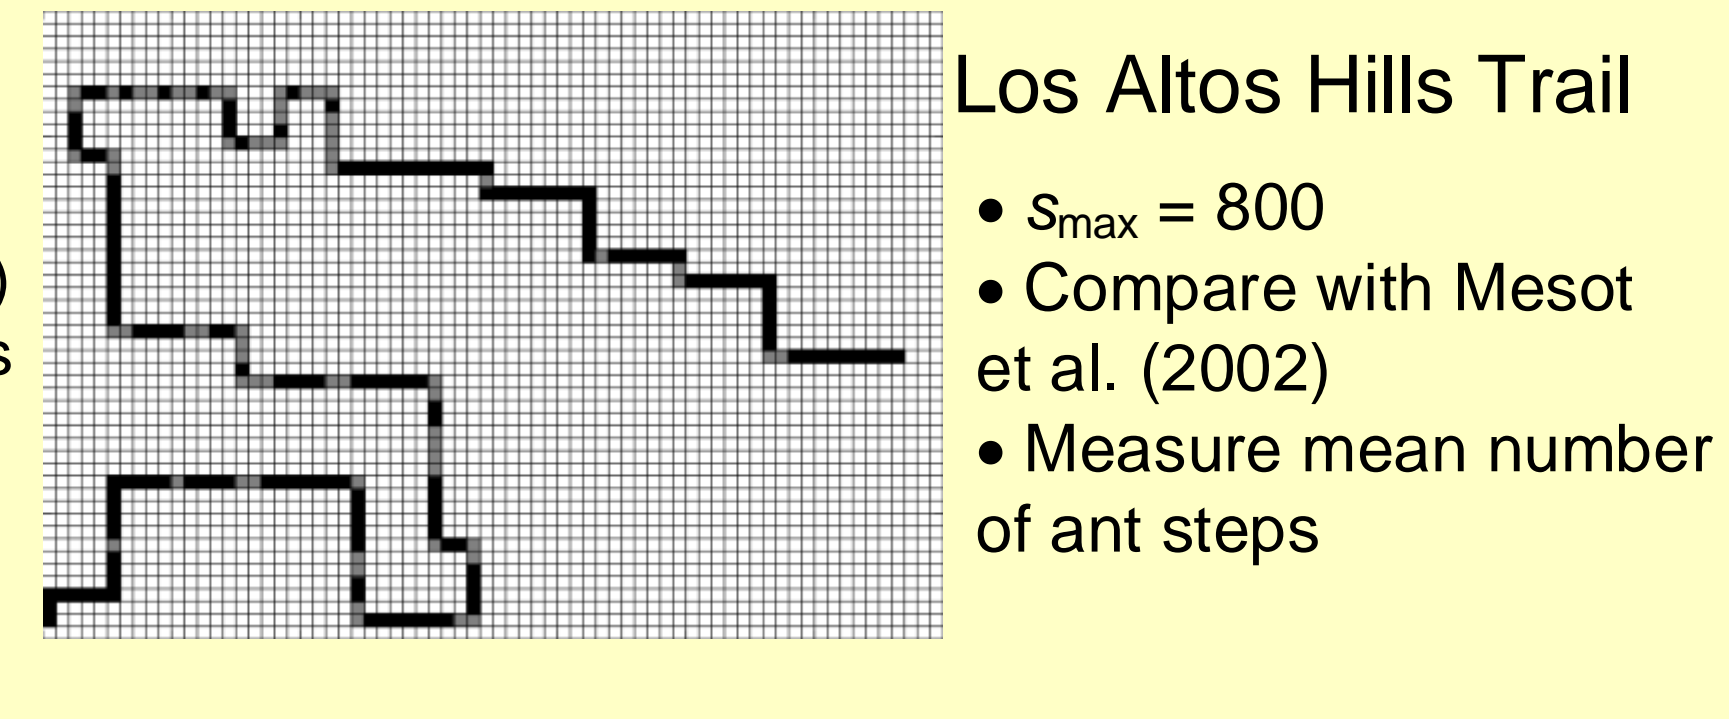 Los Altos Hills Trail
• smax = 800
• Compare with Mesot
et al. (2002)
• Measure mean number
of ant steps
)
s